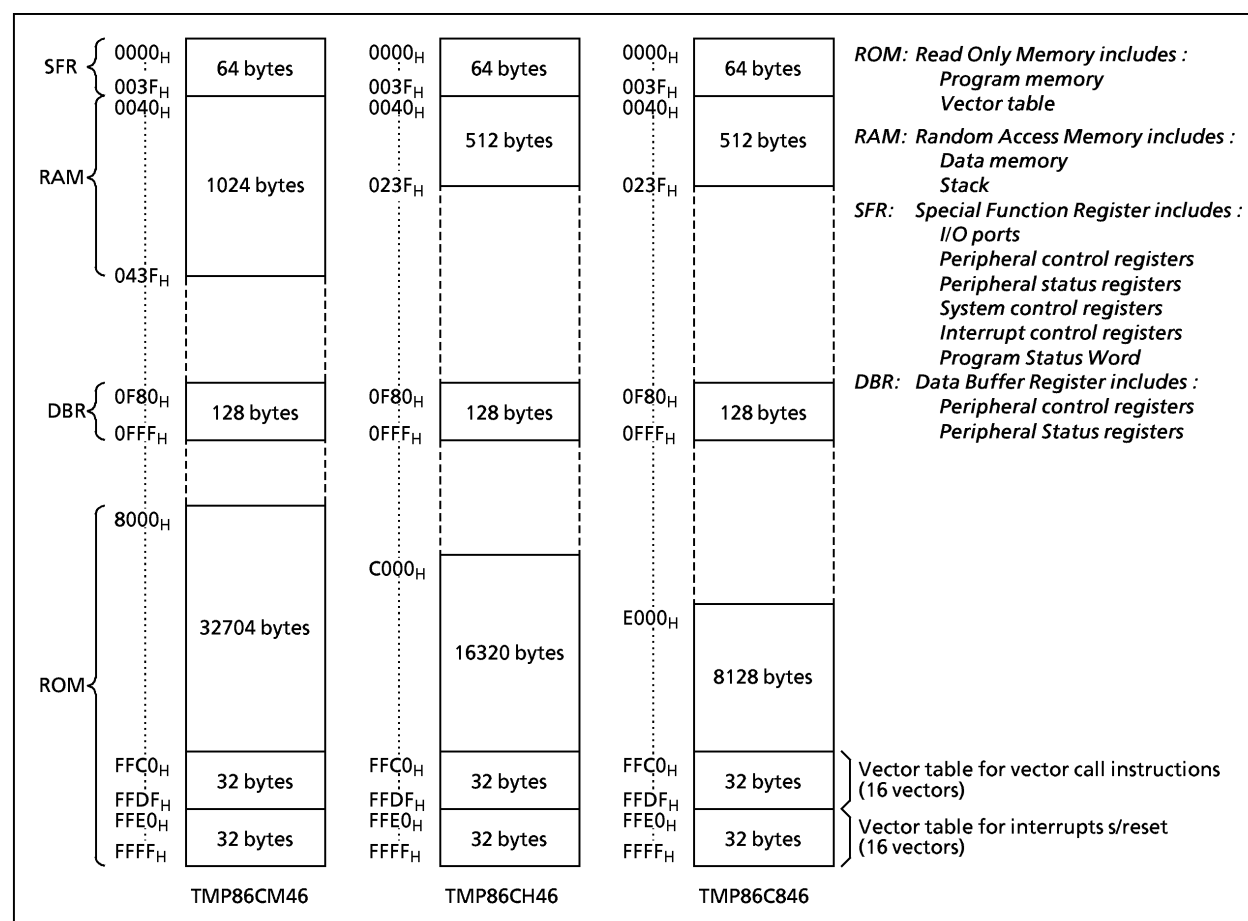 SFR
RAM
DBR
ROM
0000H
003FH
0040H
043FH
0F80H
0FFFH
8000H
FFC0H
FFDFH
FFE0H
FFFFH
64 bytes
1024 bytes
128 bytes
32704 bytes
32 bytes
32 bytes
TMP86CM46
0000H
003FH
0040H
023FH
0F80H
0FFFH
C000H
FFC0H
FFDFH
FFE0H
FFFFH
64 bytes
512 bytes
128 bytes
16320 bytes
32 bytes
32 bytes
TMP86CH46
0000H
003FH
0040H
023FH
0F80H
0FFFH
E000H
FFC0H
FFDFH
FFE0H
FFFFH
64 bytes
512 bytes
128 bytes
8128 bytes
32 bytes
32 bytes
TMP86C846
ROM: Read Only Memory includes :
Program memory
Vector table
RAM: Random Access Memory includes :
Data memory
Stack
SFR: Special Function Register includes :
I/O ports
Peripheral control registers
Peripheral status registers
System control registers
Interrupt control registers
Program Status Word
DBR: Data Buffer Register includes :
Peripheral control registers
Peripheral Status registers
Vector table for vector call instructions
(16 vectors)
Vector table for interrupts s/reset
(16 vectors)